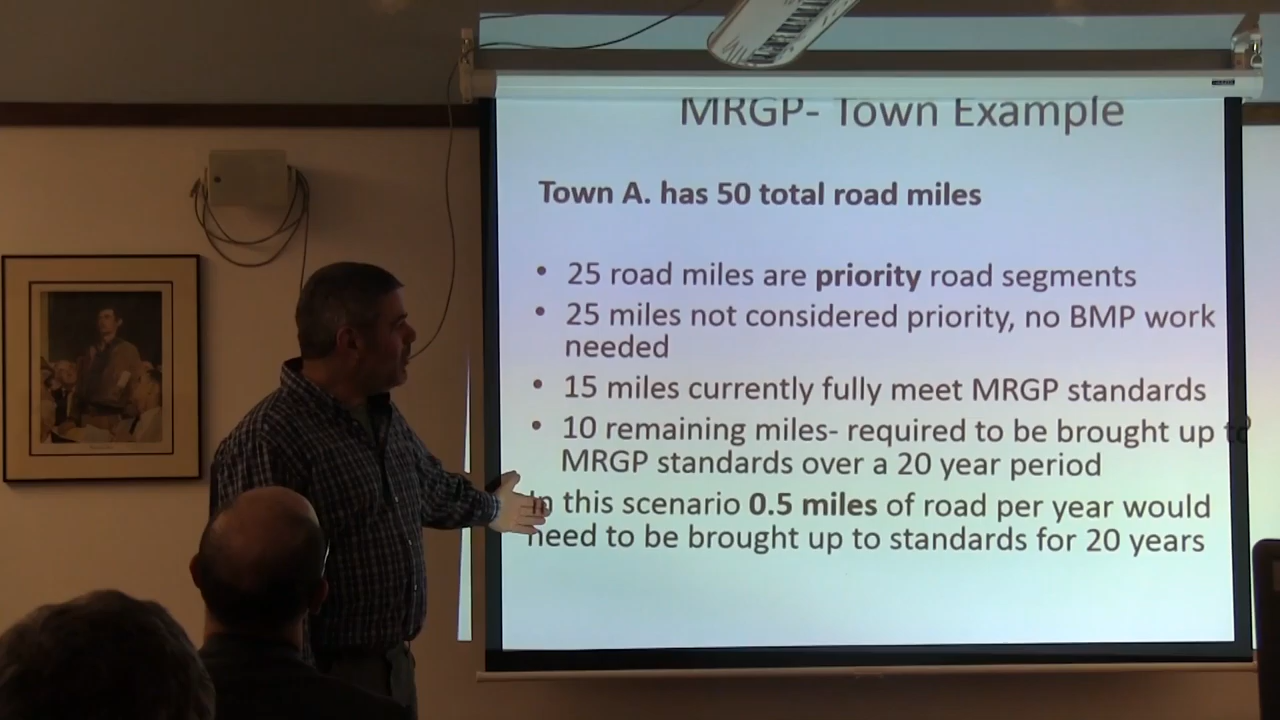 MRGP- Town Example
Town A. has 50 total road miles
• 25 road miles are priority road segments
• 25 miles not considered priority, no BMP work
needed
• 15 miles currently fully meet MRGP standards
• 10 remaining miles- required to be brought up to
MRGP standards over a 20 year period
In this scenario 0.5 miles of road per year would
need to be brought up to standards for 20 years